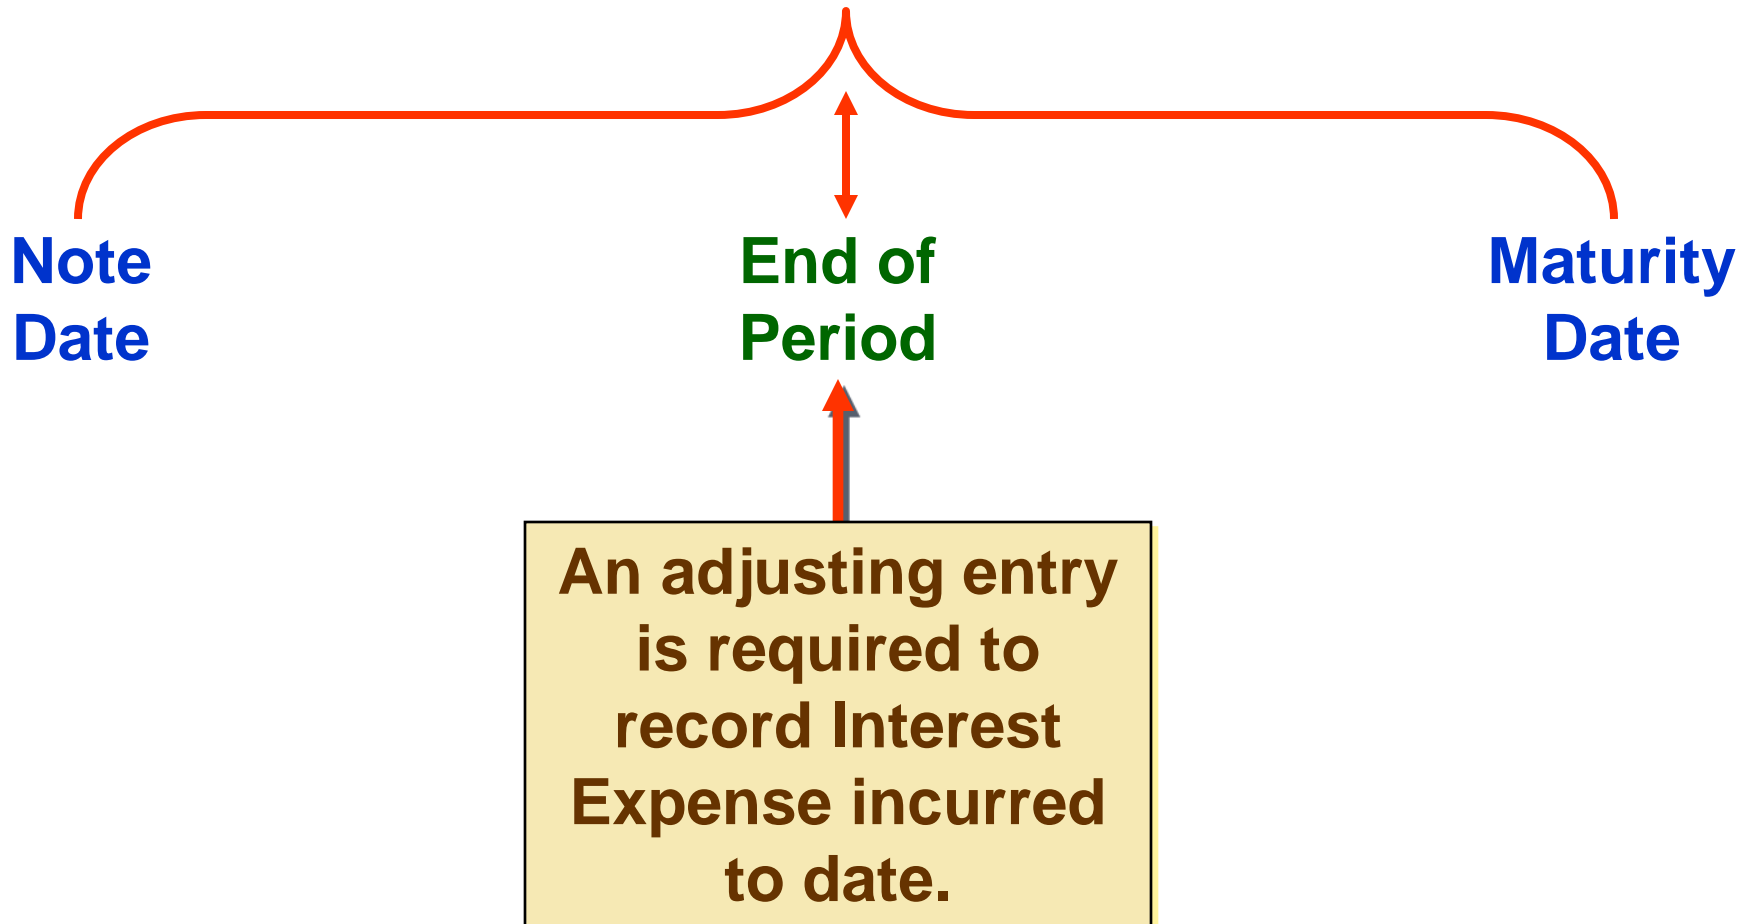 Note
Date
End of
Period
Maturity
Date
An adjusting entry
is required to
record Interest
Expense incurred
to date.